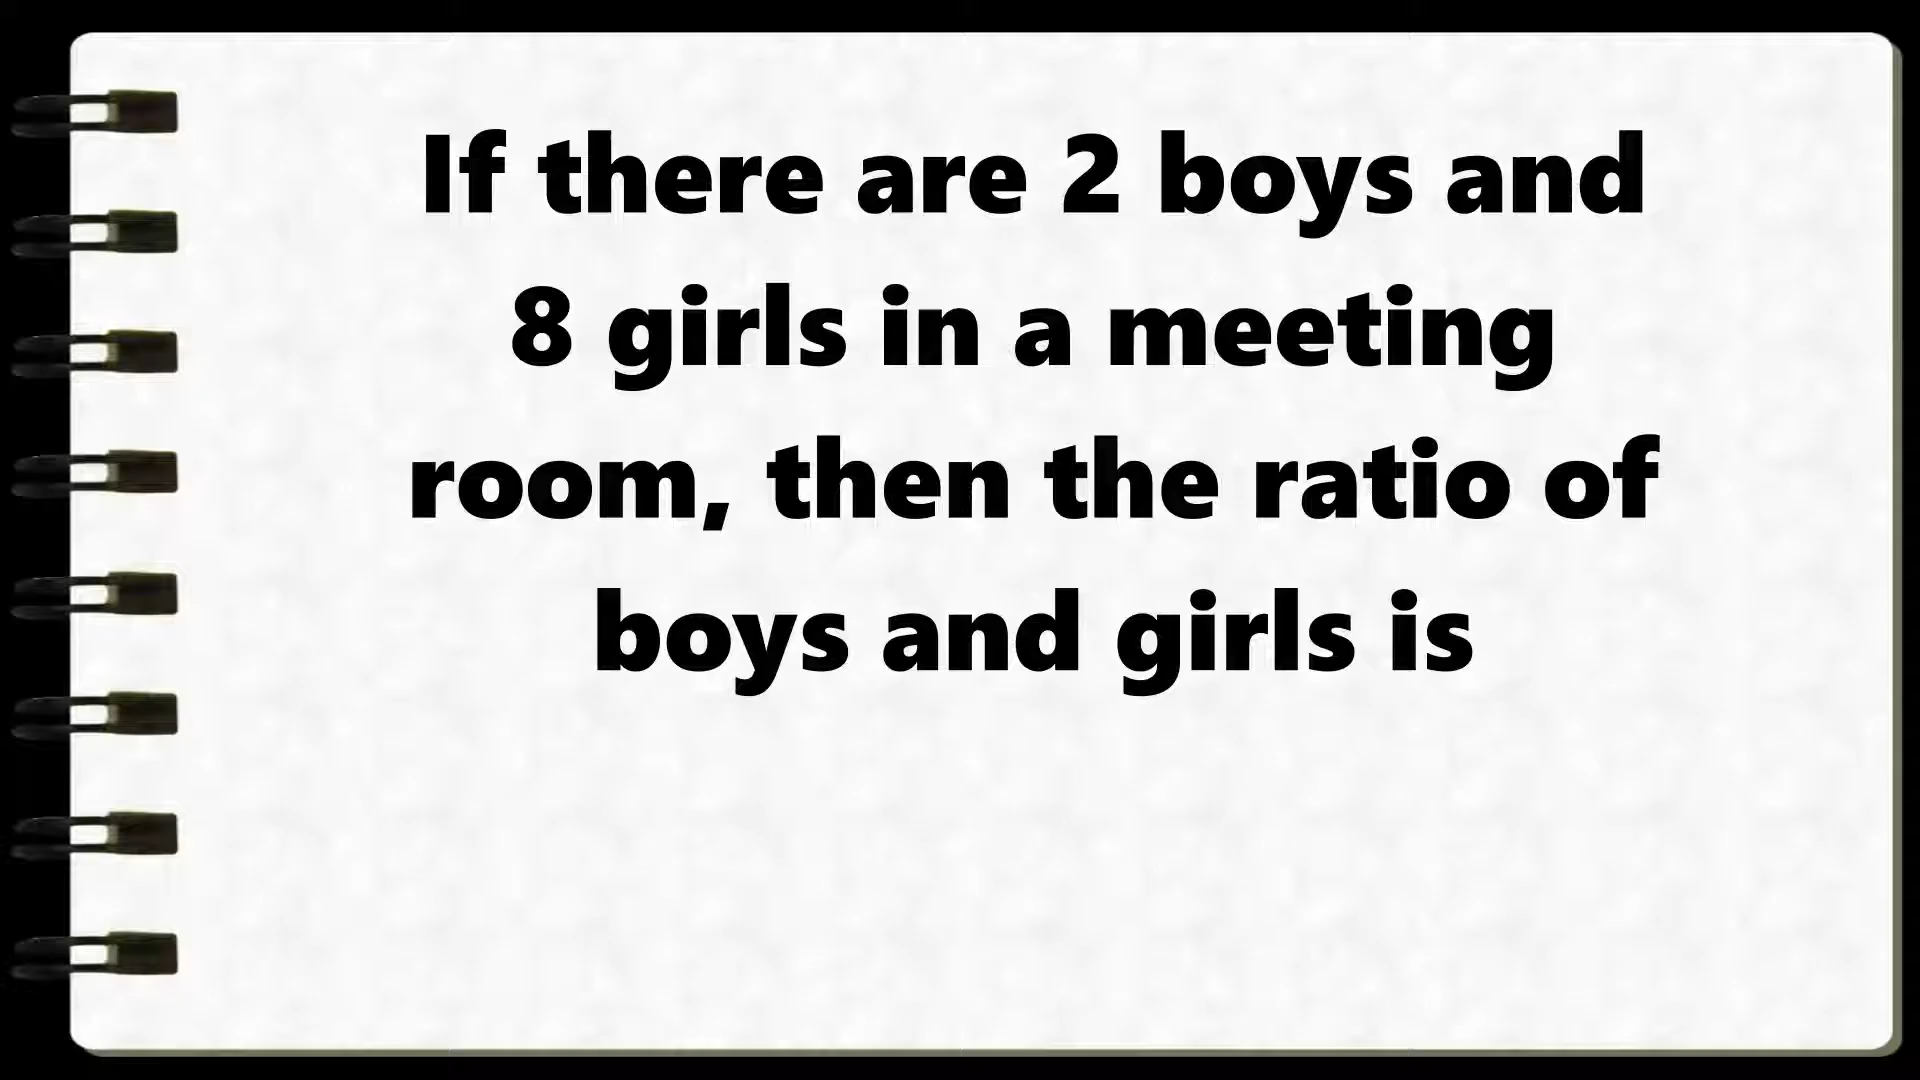 If there are 2 boys and
8 girls in a meeting
room, then the ratio of
boys and girls is